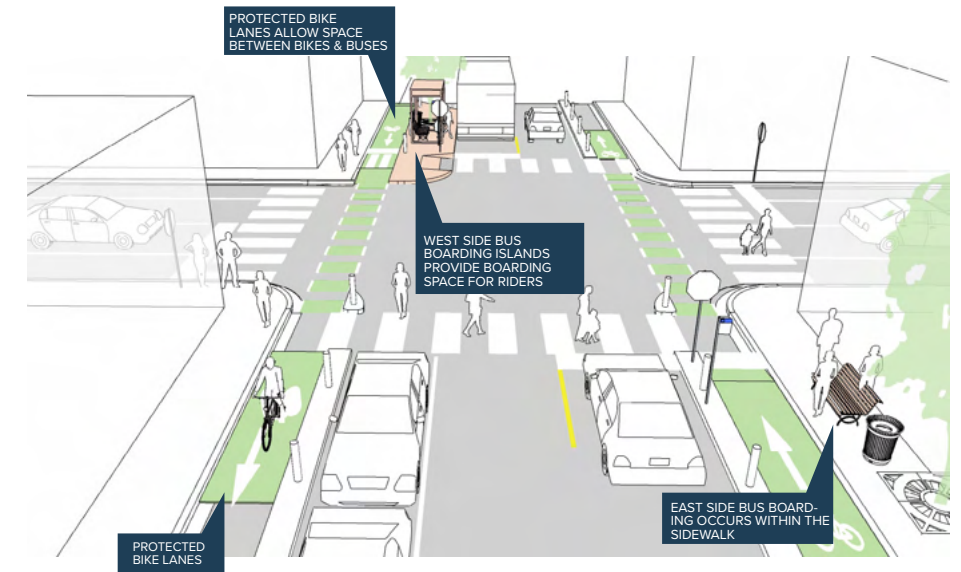 PROTECTED BIKE
LANES ALLOW SPACE
BETWEEN BIKES & BUSES
WEST SIDE BUS
BOARDING ISLANDS
PROVIDE BOARDING
SPACE FOR RIDERS
EAST SIDE BUS BOARD-
ING OCCURS WITHIN THE
SIDEWALK
PROTECTED
BIKE LANES